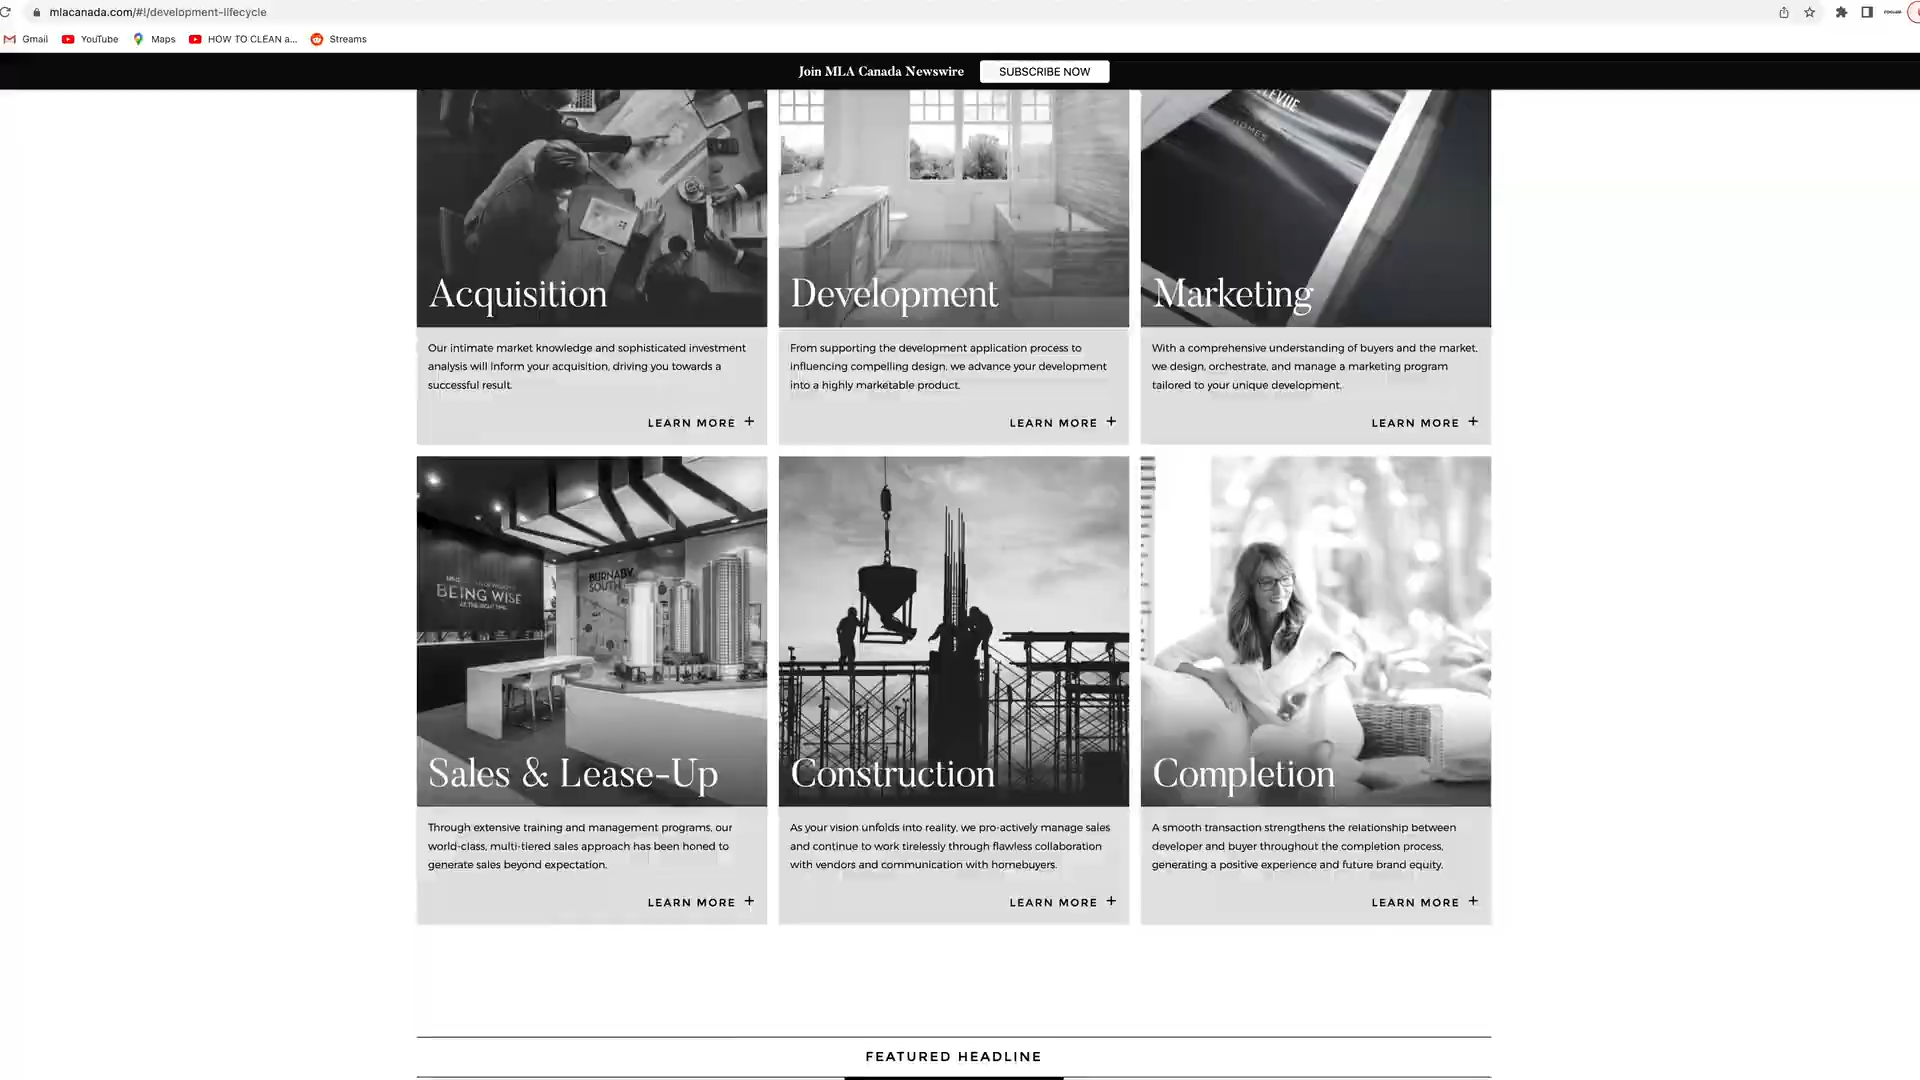 mlacanada.com/#!/development-lifecycle
Gmail
YouTube
Maps
HOW TO CLEAN a...
Streams
Join MLA Canada Newswire
SUBSCRIBE NOW
HOMES
Acquisition
Development
Marketing
Our intimate market knowledge and sophisticated investment
analysis will inform your acquisition, driving you towards a
successful result.
LEARN MORE +
From supporting the development application process to
influencing compelling design, we advance your development
into a highly marketable product.
LEARN MORE +
With a comprehensive understanding of buyers and the market,
we design, orchestrate, and manage a marketing program
tailored to your unique development.
LEARN MORE +
BEING WISE
AT THE RIGHT TIME.
BURNABY
SOUTH
Sales & Lease-Up
Construction
Completion
Through extensive training and management programs, our
world-class, multi-tiered sales approach has been honed to
generate sales beyond expectation.
LEARN MORE +
As your vision unfolds into reality, we pro-actively manage sales
and continue to work tirelessly through flawless collaboration
with vendors and communication with homebuyers.
LEARN MORE +
A smooth transaction strengthens the relationship between
developer and buyer throughout the completion process,
generating a positive experience and future brand equity.
LEARN MORE +
FEATURED HEADLINE